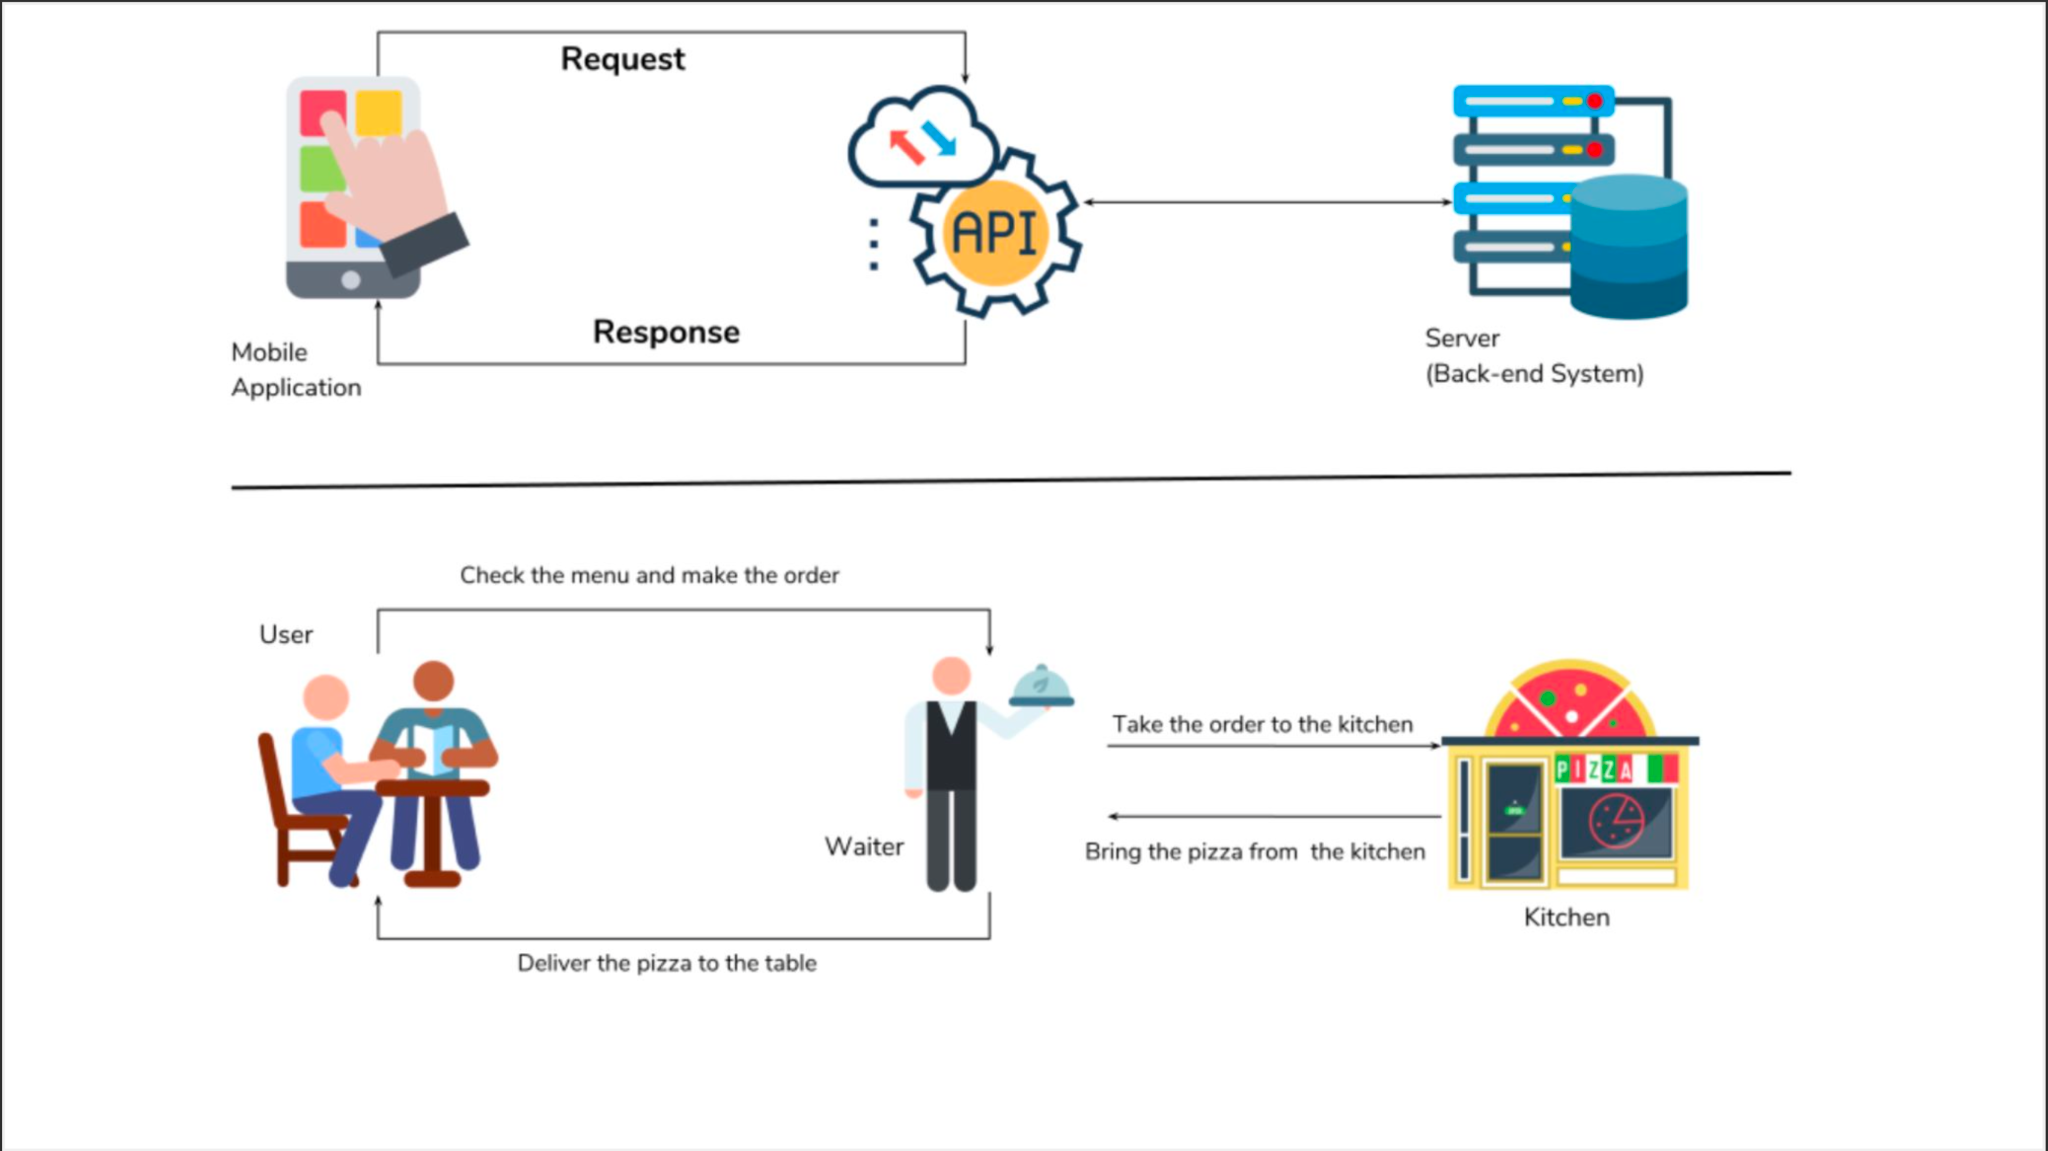 Request
API
Response
Mobile
Application
Server
(Back-end System)
Check the menu and make the order
User
Take the order to the kitchen
PIZZA
Waiter
Bring the pizza from  the kitchen
Kitchen
Deliver the pizza to the table